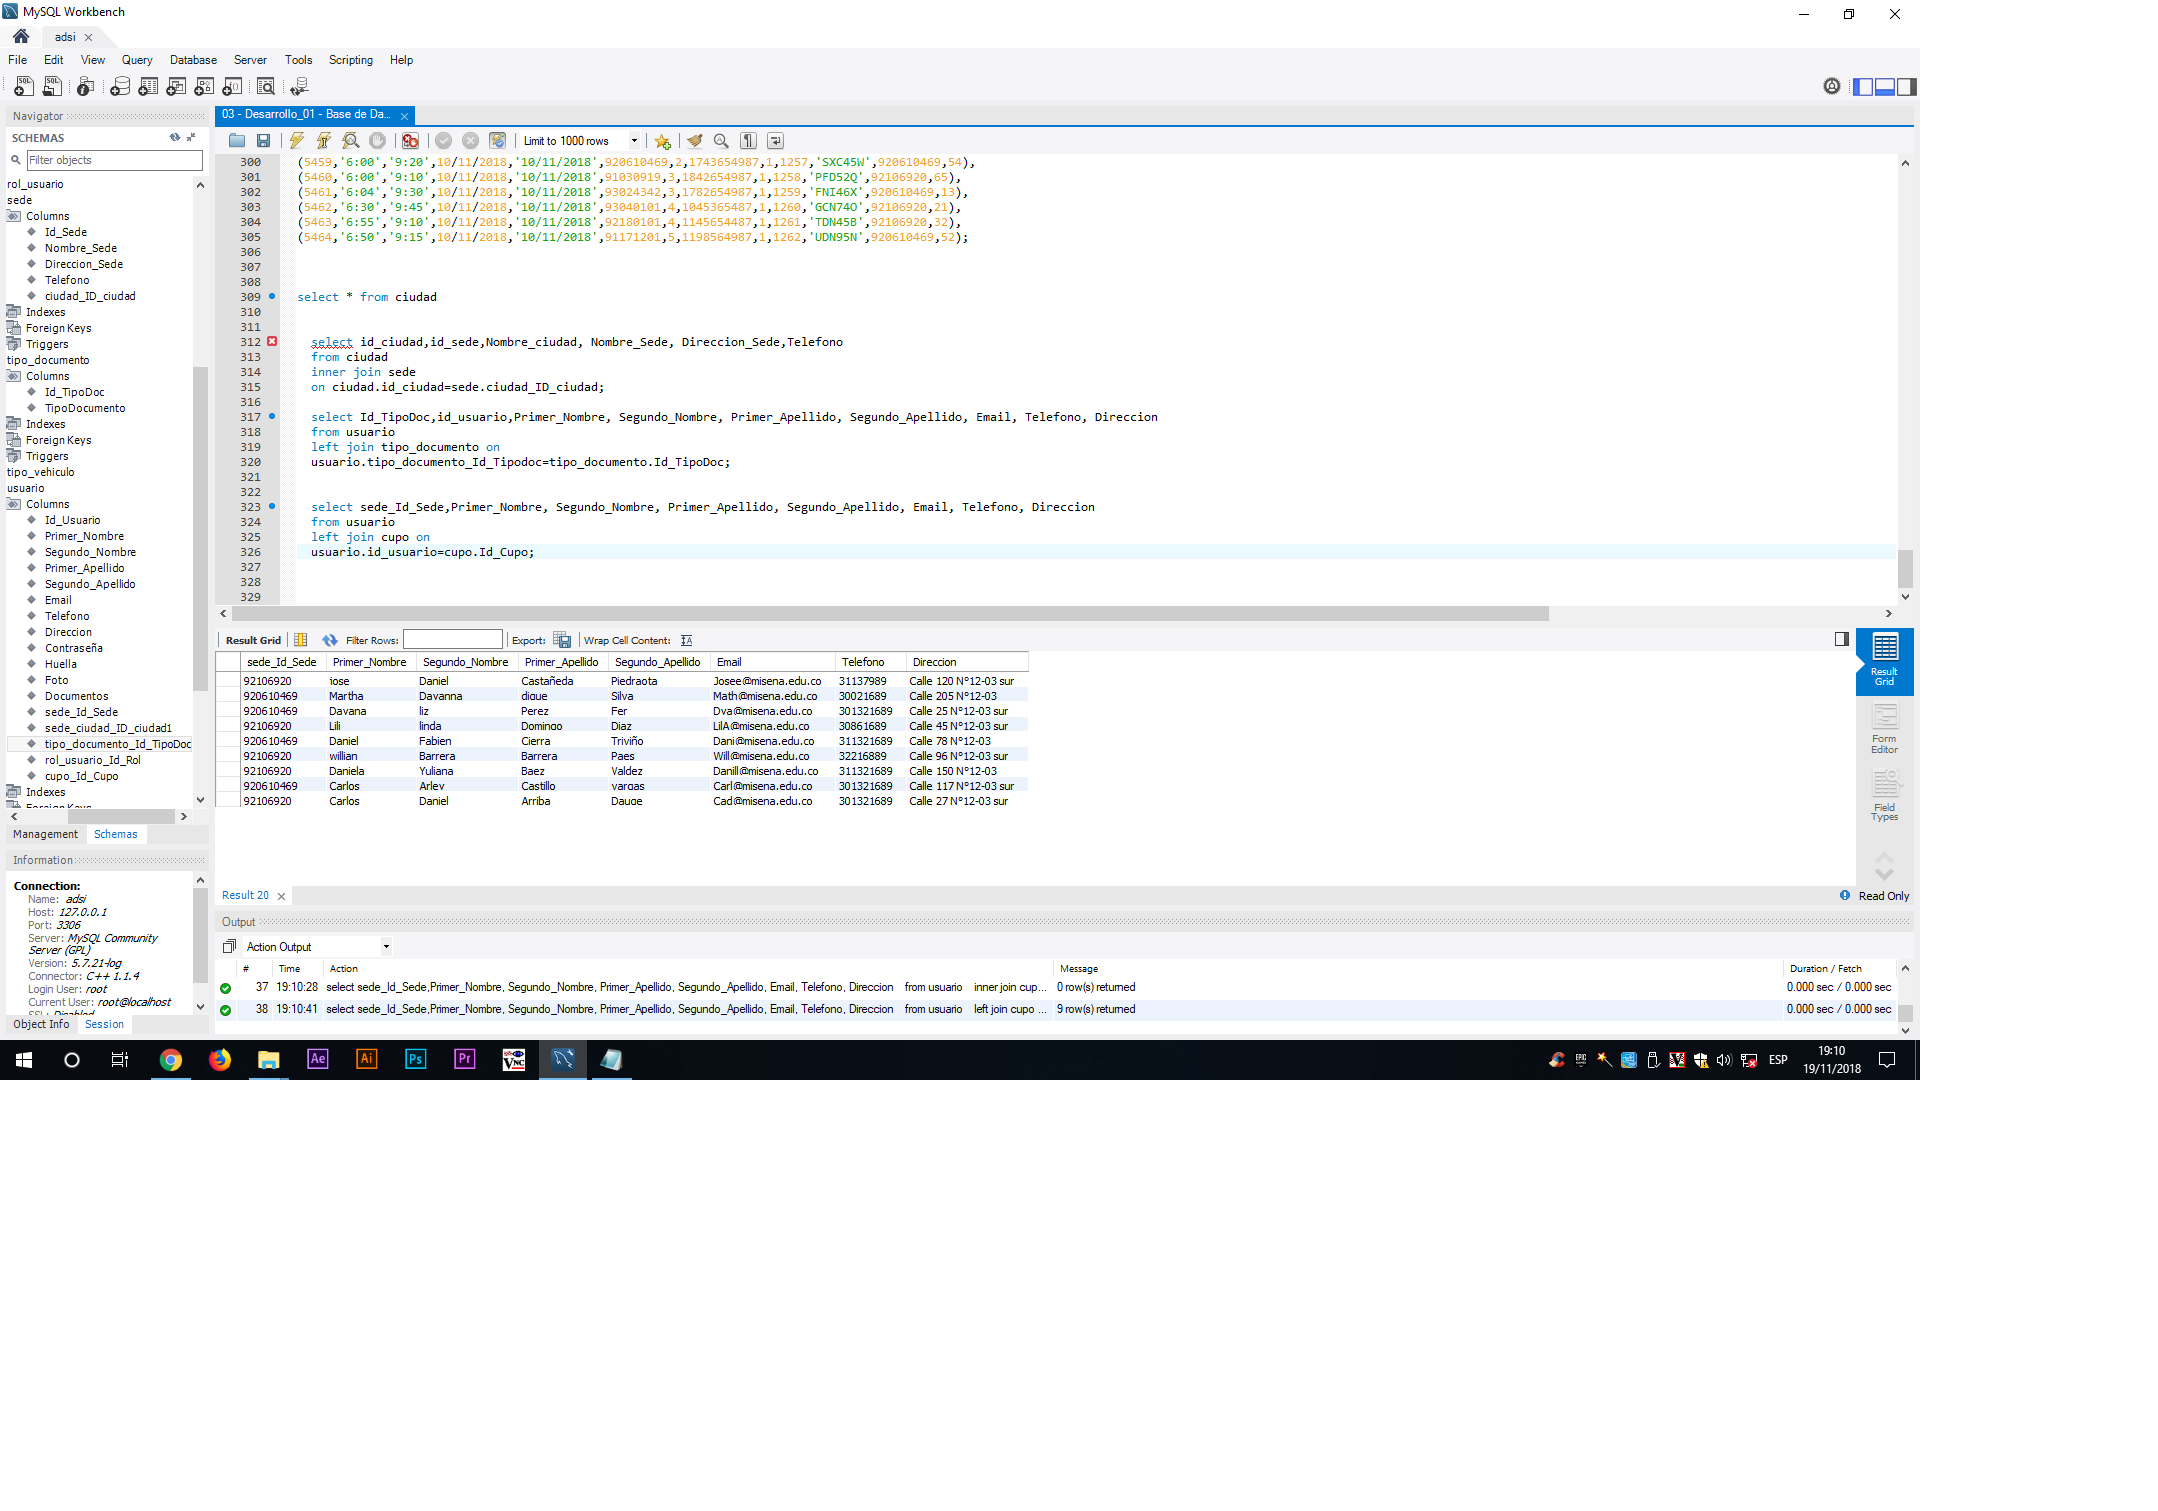 MySQL Workbench
adsi
File Edit View Query Database Server Tools Scripting Help
Navigator
SCHEMAS
Filter objects
rol_usuario
sede
Columns
Id_Sede
Nombre_Sede
Direccion_Sede
Telefono
ciudad_ID_ciudad
Indexes
Foreign Keys
Triggers
tipo_documento
Columns
Id_TipoDoc
TipoDocumento
Indexes
Foreign Keys
Triggers
tipo_vehiculo
usuario
Columns
Id_Usuario
Primer_Nombre
Segundo_Nombre
Primer_Apellido
Segundo_Apellido
Email
Telefono
Direccion
Contraseña
Huella
Foto
Documentos
sede_Id_Sede
sede_ciudad_ID_ciudad1
tipo_documento_Id_TipoDoc
rol_usuario_Id_Rol
cupo_Id_Cupo
Indexes
Foreign Keys
Management Schemas
Information
Connection:
Name: adsi
Host: 127.0.0.1
Port: 3306
Server: MySQL Community
Server (GPL)
Version: 5.7.21-log
Connector: C++ 1.1.4
Login User: root
Current User: root@localhost
SSL: Disabled
Object Info Session
03 - Desarrollo_01 - Base de Da...
Limit to 1000 rows
300 (5459,'6:00','9:20',10/11/2018,'10/11/2018',920610469,2,1743654987,1,1257,'SXC45W',920610469,54),
301 (5460,'6:00','9:10',10/11/2018,'10/11/2018',91030919,3,1842654987,1,1258,'PFD52Q',92106920,65),
302 (5461,'6:04','9:30',10/11/2018,'10/11/2018',93024342,3,1782654987,1,1259,'FNI46X',920610469,13),
303 (5462,'6:30','9:45',10/11/2018,'10/11/2018',93040101,4,1045365487,1,1260,'GCN74O',92106920,21),
304 (5463,'6:55','9:10',10/11/2018,'10/11/2018',92180101,4,1145654487,1,1261,'TDN45B',92106920,32),
305 (5464,'6:50','9:15',10/11/2018,'10/11/2018',91171201,5,1198564987,1,1262,'UDN95N',920610469,52);
306
307
308
309 select * from ciudad
310
311
312 select id_ciudad,id_sede,Nombre_ciudad, Nombre_Sede, Direccion_Sede,Telefono
313 from ciudad
314 inner join sede
315 on ciudad.id_ciudad=sede.ciudad_ID_ciudad;
316
317 select Id_TipoDoc,id_usuario,Primer_Nombre, Segundo_Nombre, Primer_Apellido, Segundo_Apellido, Email, Telefono, Direccion
318 from usuario
319 left join tipo_documento on
320 usuario.tipo_documento_Id_Tipodoc=tipo_documento.Id_TipoDoc;
321
322
323 select sede_Id_Sede,Primer_Nombre, Segundo_Nombre, Primer_Apellido, Segundo_Apellido, Email, Telefono, Direccion
324 from usuario
325 left join cupo on
326 usuario.id_usuario=cupo.Id_Cupo;
327
328
329
Result Grid Filter Rows: Export: Wrap Cell Content:
sede_Id_Sede Primer_Nombre Segundo_Nombre Primer_Apellido Segundo_Apellido Email Telefono Direccion
92106920 jose Daniel Castañeda Piedraota Josee@misena.edu.co 31137989 Calle 120 N°12-03 sur
920610469 Martha Davanna dique Silva Math@misena.edu.co 30021689 Calle 205 N°12-03
920610469 Davana liz Perez Fer Dva@misena.edu.co 301321689 Calle 25 N°12-03 sur
92106920 Lili linda Domingo Diaz LilA@misena.edu.co 30861689 Calle 45 N°12-03 sur
920610469 Daniel Fabien Cierra Triviño Dani@misena.edu.co 311321689 Calle 78 N°12-03
92106920 willian Barrera Barrera Paes Will@misena.edu.co 32216889 Calle 96 N°12-03 sur
92106920 Daniela Yuliana Baez Valdez Danill@misena.edu.co 311321689 Calle 150 N°12-03
920610469 Carlos Arley Castillo vargas Carl@misena.edu.co 301321689 Calle 117 N°12-03 sur
92106920 Carlos Daniel Arriba Dauge Cad@misena.edu.co 301321689 Calle 27 N°12-03 sur
Result
Grid
Form
Editor
Field
Types
Result 20
Read Only
Output
Action Output
# Time Action Message Duration / Fetch
37 19:10:28 select sede_Id_Sede,Primer_Nombre, Segundo_Nombre, Primer_Apellido, Segundo_Apellido, Email, Telefono, Direccion from usuario inner join cup... 0 row(s) returned 0.000 sec / 0.000 sec
38 19:10:41 select sede_Id_Sede,Primer_Nombre, Segundo_Nombre, Primer_Apellido, Segundo_Apellido, Email, Telefono, Direccion from usuario left join cupo ... 9 row(s) returned 0.000 sec / 0.000 sec
Ae Ai Ps Pr VNC
EPIC
ESP
19:10
19/11/2018